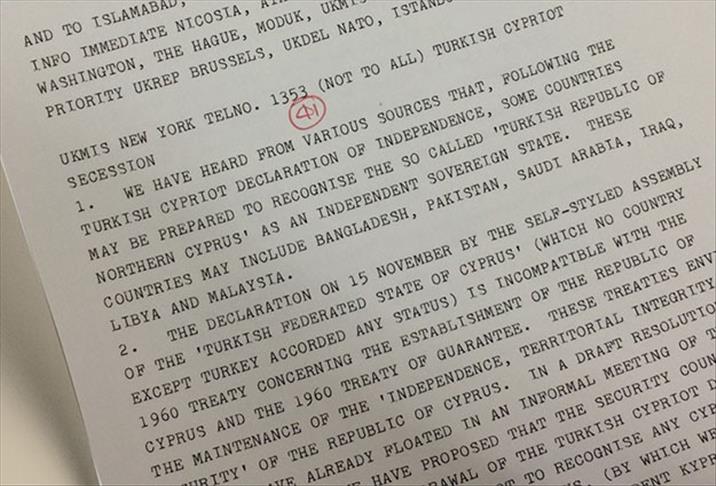 AND TO ISLAMABAD,
INFO IMMEDIATE NICOSIA,
WASHINGTON, THE HAGUE, MODUK,
PRIORITY UKREP BRUSSELS, UKDEL NATO,
UKMIS NEW YORK TELNO. 1353 (NOT TO ALL) TURKISH CYPRIOT
SECESSION
41
1. WE HAVE HEARD FROM VARIOUS SOURCES THAT, FOLLOWING THE
TURKISH CYPRIOT DECLARATION OF INDEPENDENCE, SOME COUNTRIES
MAY BE PREPARED TO RECOGNISE THE SO CALLED 'TURKISH REPUBLIC OF
NORTHERN CYPRUS' AS AN INDEPENDENT SOVEREIGN STATE. THESE
COUNTRIES MAY INCLUDE BANGLADESH, PAKISTAN, SAUDI ARABIA, IRAQ,
LIBYA AND MALAYSIA.
2. THE DECLARATION ON 15 NOVEMBER BY THE SELF-STYLED ASSEMBLY
OF THE 'TURKISH FEDERATED STATE OF CYPRUS' (WHICH NO COUNTRY
EXCEPT TURKEY ACCORDED ANY STATUS) IS INCOMPATIBLE WITH THE
1960 TREATY CONCERNING THE ESTABLISHMENT OF THE REPUBLIC OF
CYPRUS AND THE 1960 TREATY OF GUARANTEE. THESE TREATIES
THE MAINTENANCE OF THE 'INDEPENDENCE, TERRITORIAL INTEGRITY
OF THE REPUBLIC OF CYPRUS. IN A DRAFT
ALREADY FLOATED IN AN INFORMAL MEETING OF
HAVE PROPOSED THAT THE SECURITY
OF THE TURKISH CYPRIOT
TO RECOGNISE ANY
(BY WHICH